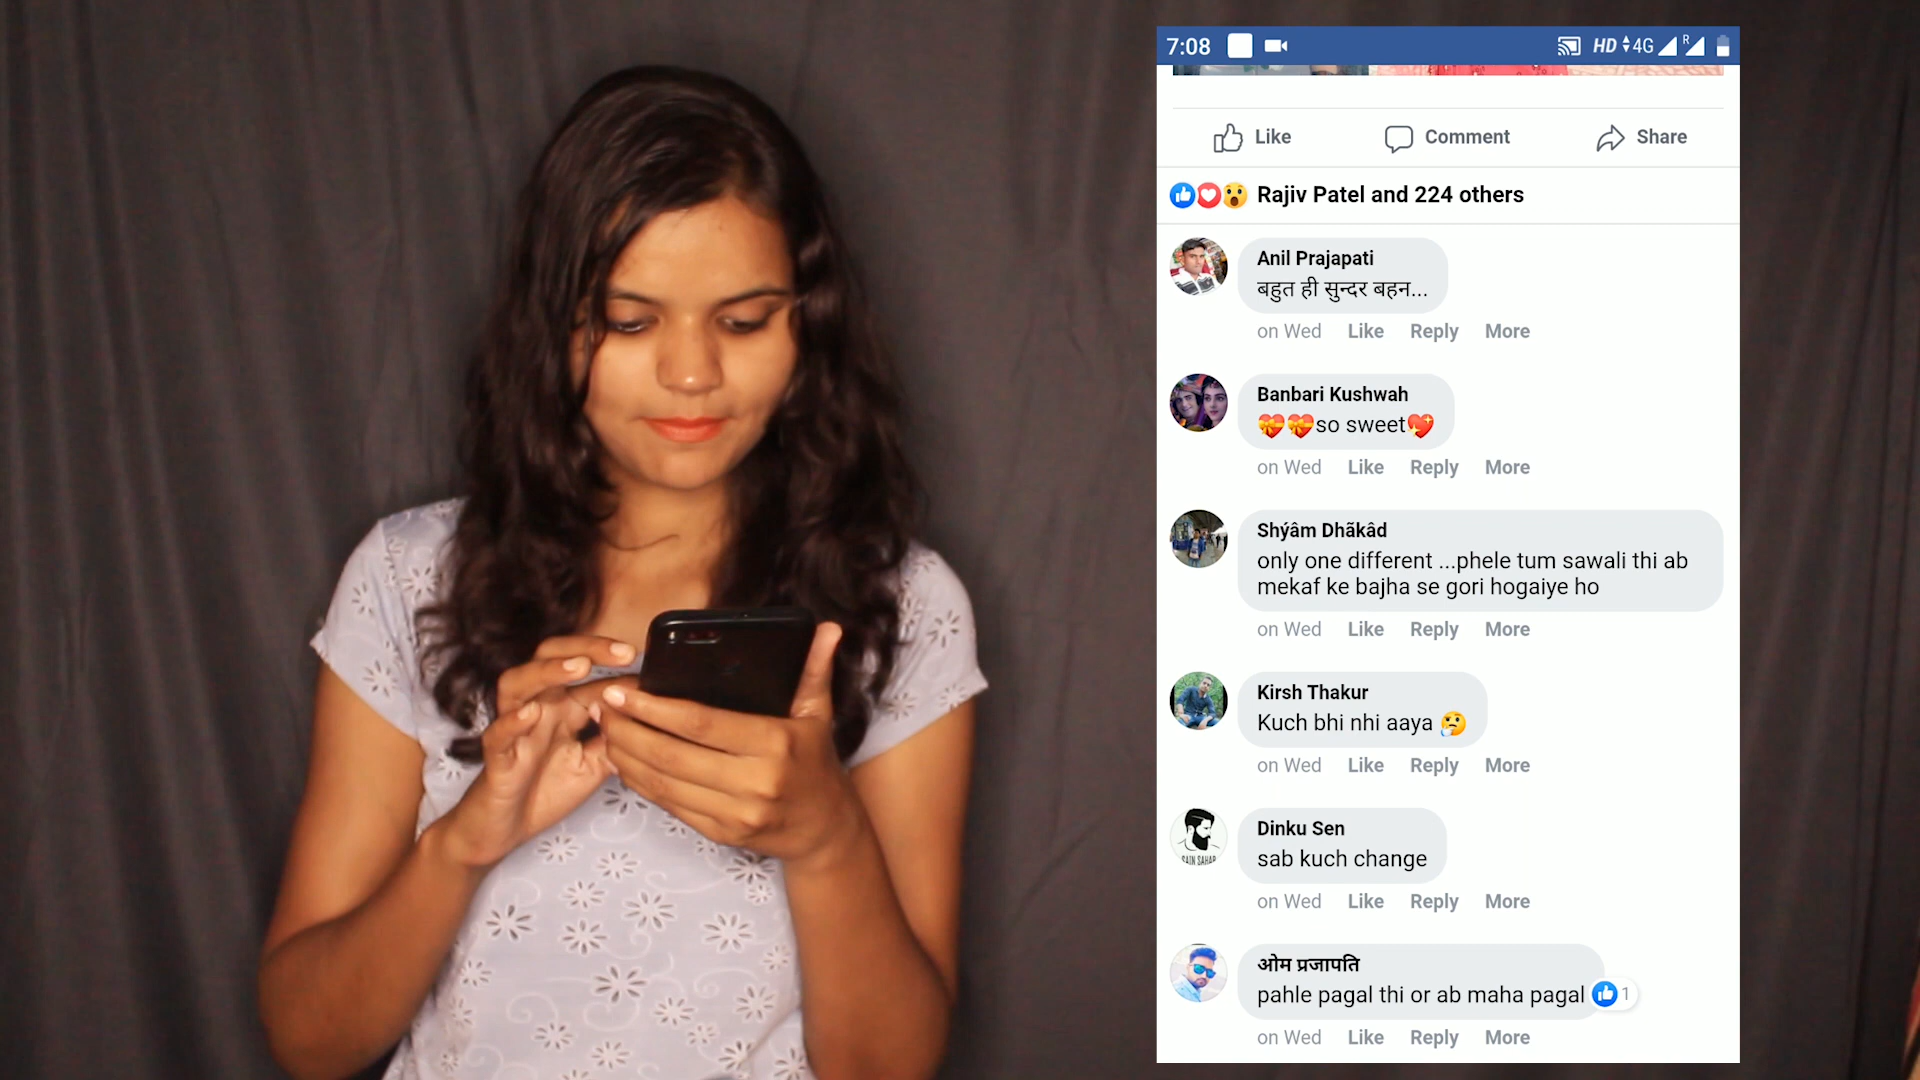 7:08 HD 4G R
Like Comment Share
Rajiv Patel and 224 others
Anil Prajapati
बहुत ही सुन्दर बहन...
on Wed Like Reply More
Banbari Kushwah
💝💝so sweet💖
on Wed Like Reply More
Shýâm Dhãkâd
only one different ...phele tum sawali thi ab
mekaf ke bajha se gori hogaiye ho
on Wed Like Reply More
Kirsh Thakur
Kuch bhi nhi aaya 🤔
on Wed Like Reply More
SAIN SAHAB
Dinku Sen
sab kuch change
on Wed Like Reply More
ओम प्रजापति
pahle pagal thi or ab maha pagal 1
on Wed Like Reply More